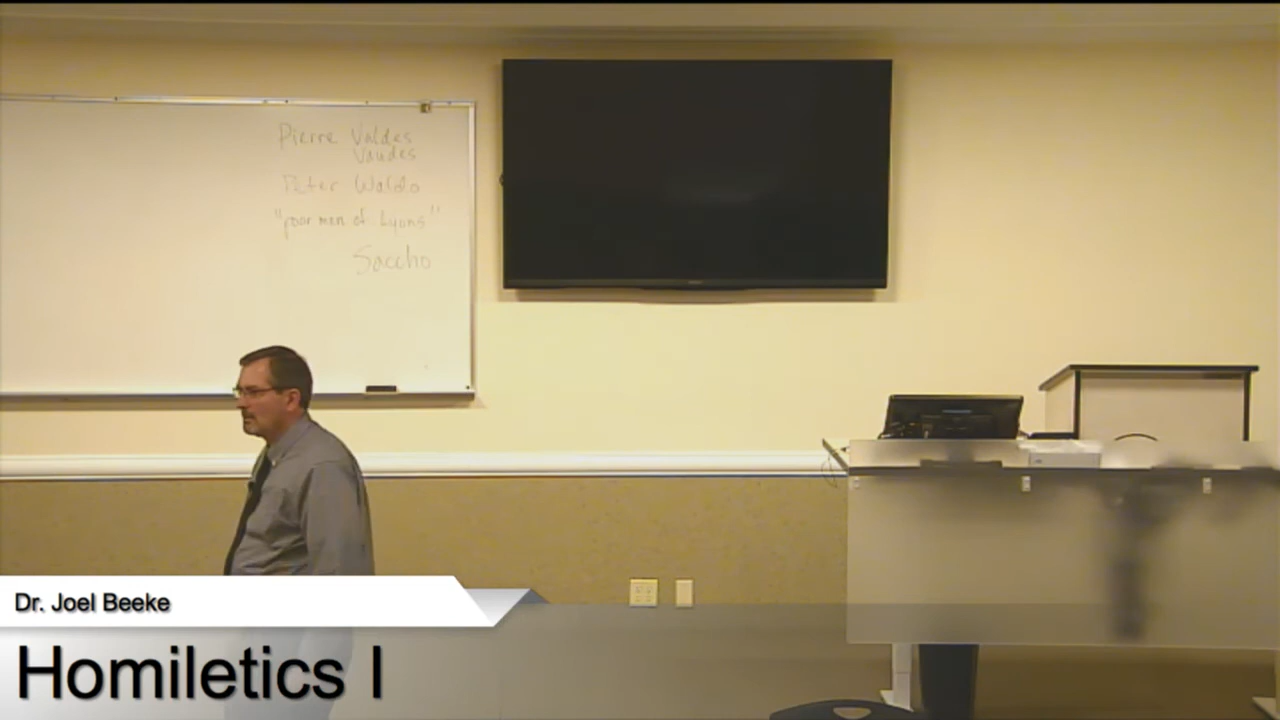 Pierre Valdes
Vaudes
Peter Waldo
"poor men of Lyons"
Saccho
Dr. Joel Beeke
Homiletics I